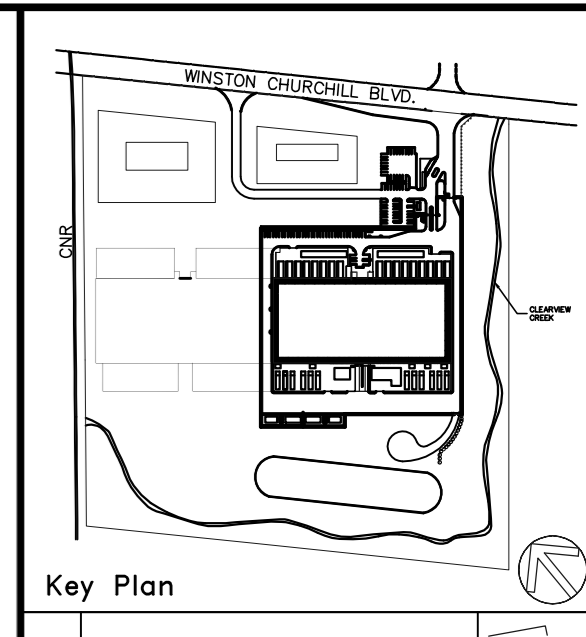 WINSTON CHURCHILL BLVD.
CNR
CLEARVIEW
CREEK
Key Plan